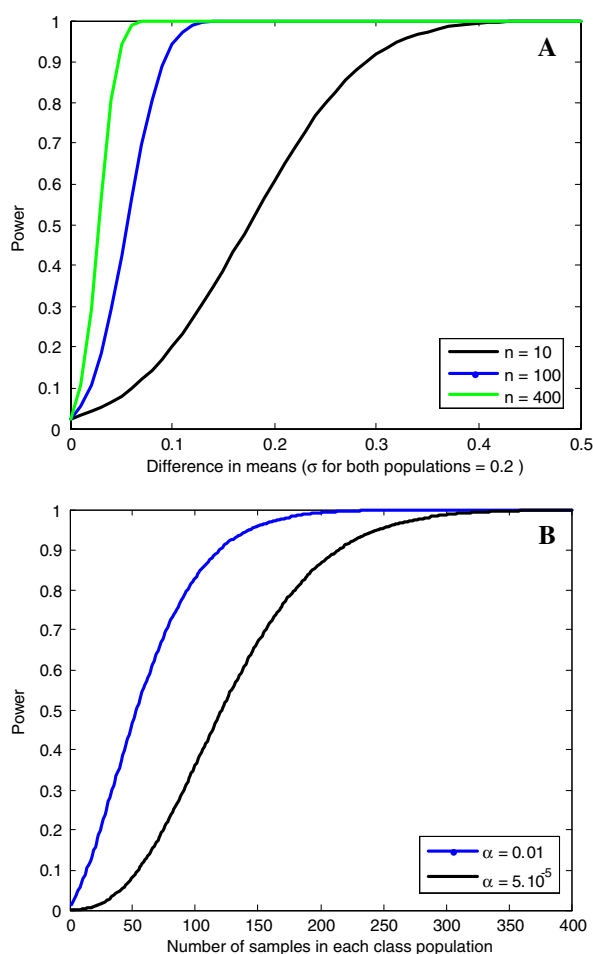 1
0.9
0.8
0.7
0.6
0.5
0.4
0.3
0.2
0.1
0
Power
A
n = 10
n = 100
n = 400
0 0.1 0.2 0.3 0.4 0.5
Difference in means (σ for both populations = 0.2 )
1
0.9
0.8
0.7
0.6
0.5
0.4
0.3
0.2
0.1
0
Power
B
α = 0.01
α = 5.10⁻⁵
0 50 100 150 200 250 300 350 400
Number of samples in each class population